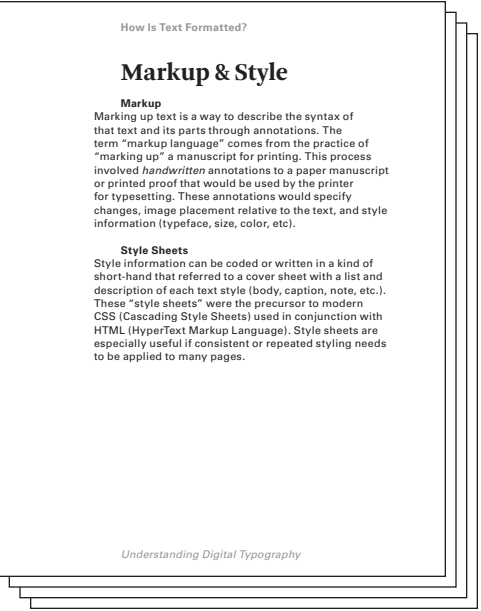 How Is Text Formatted?
Markup & Style
Markup
Marking up text is a way to describe the syntax of
that text and its parts through annotations. The
term “markup language” comes from the practice of
“marking up” a manuscript for printing. This process
involved handwritten annotations to a paper manuscript
or printed proof that would be used by the printer
for typesetting. These annotations would specify
changes, image placement relative to the text, and style
information (typeface, size, color, etc).
Style Sheets
Style information can be coded or written in a kind of
short-hand that referred to a cover sheet with a list and
description of each text style (body, caption, note, etc.).
These “style sheets” were the precursor to modern
CSS (Cascading Style Sheets) used in conjunction with
HTML (HyperText Markup Language). Style sheets are
especially useful if consistent or repeated styling needs
to be applied to many pages.
Understanding Digital Typography